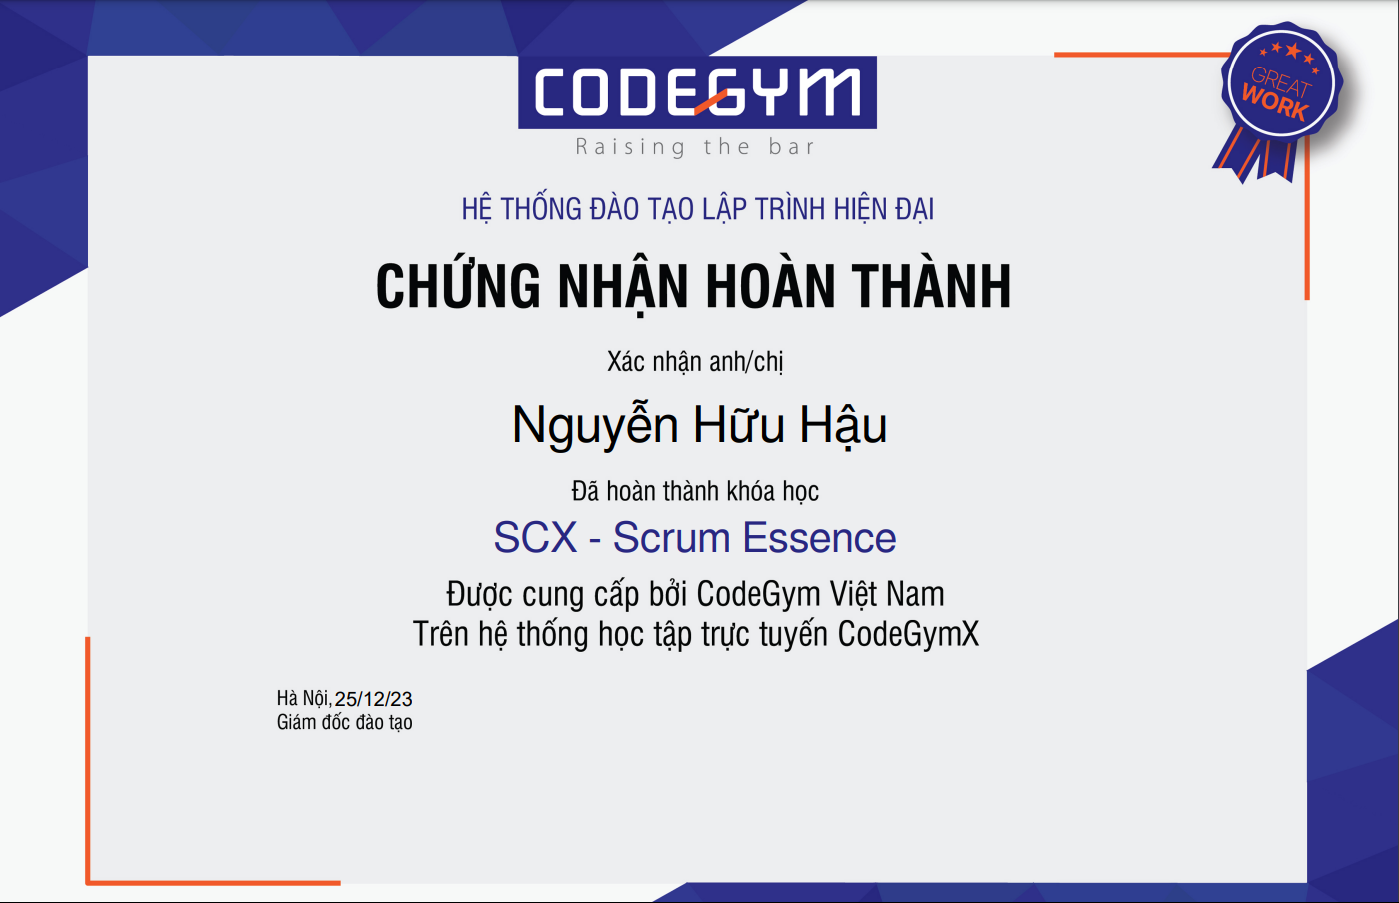 CODEGYM
Raising the bar
GREAT
WORK
HỆ THỐNG ĐÀO TẠO LẬP TRÌNH HIỆN ĐẠI
CHỨNG NHẬN HOÀN THÀNH
Xác nhận anh/chị
Nguyễn Hữu Hậu
Đã hoàn thành khóa học
SCX - Scrum Essence
Được cung cấp bởi CodeGym Việt Nam
Trên hệ thống học tập trực tuyến CodeGymX
Hà Nội, 25/12/23
Giám đốc đào tạo